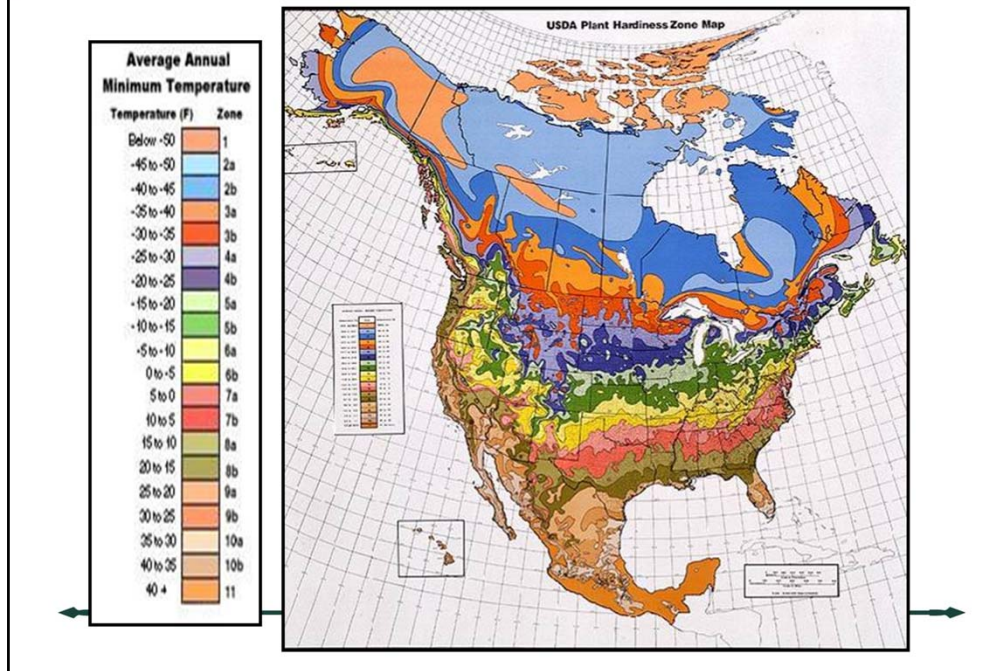 USDA Plant Hardiness Zone Map
Average Annual
Minimum Temperature
Temperature (F) Zone
Below -50 1
-45 to -50 2a
-40 to -45 2b
-35 to -40 3a
-30 to -35 3b
-25 to -30 4a
-20 to -25 4b
-15 to -20 5a
-10 to -15 5b
-5 to -10 6a
0 to -5 6b
5 to 0 7a
10 to 5 7b
15 to 10 8a
20 to 15 8b
25 to 20 9a
30 to 25 9b
35 to 30 10a
40 to 35 10b
40 + 11